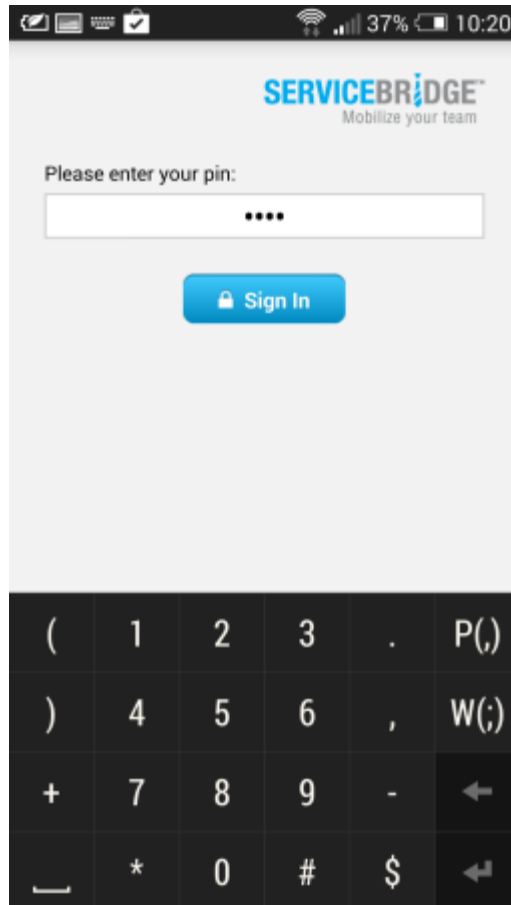 37% 10:20
SERVICEBRIDGE™
Mobilize your team
Please enter your pin:
••••
Sign In
( 1 2 3 . P(,)
) 4 5 6 , W(;)
+ 7 8 9 -
* 0 # $